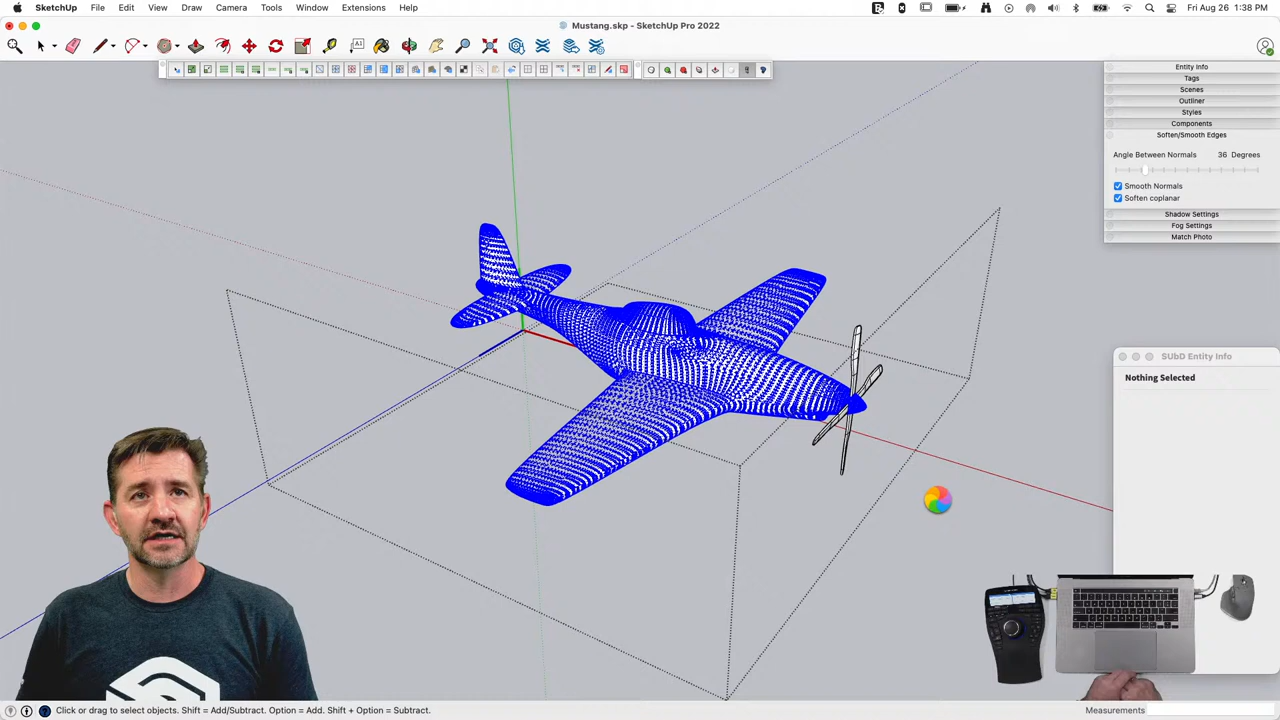 SketchUp File Edit View Draw Camera Tools Window Extensions Help
Fri Aug 26 1:38 PM
Mustang.skp - SketchUp Pro 2022
Entity Info
Tags
Scenes
Outliner
Styles
Components
Soften/Smooth Edges
Angle Between Normals 36 Degrees
Smooth Normals
Soften coplanar
Shadow Settings
Fog Settings
Match Photo
SUbD Entity Info
Nothing Selected
Click or drag to select objects. Shift = Add/Subtract. Option = Add. Shift + Option = Subtract.
Measurements